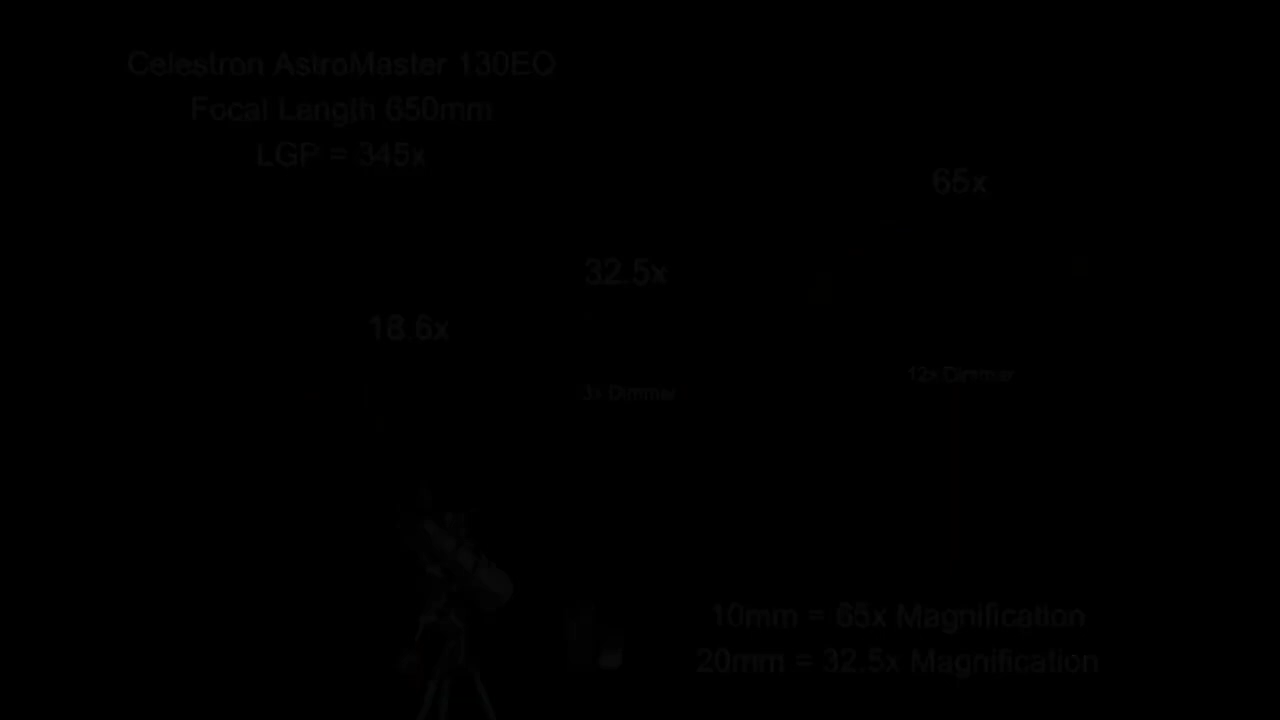 Celestron AstroMaster 130EQ
Focal Length 650mm
LGP = 345x
65x
32.5x
18.6x
12x Dimmer
3x Dimmer
10mm = 65x Magnification
20mm = 32.5x Magnification